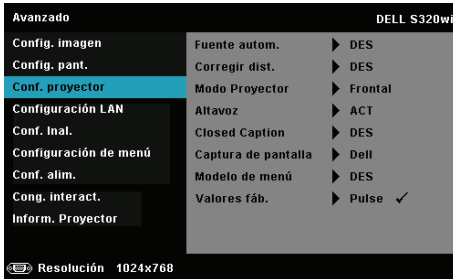 Avanzado DELL S320wi
Config. imagen
Config. pant.
Conf. proyector
Configuración LAN
Conf. Inal.
Configuración de menú
Conf. alim.
Cong. interact.
Inform. Proyector
Fuente autom. DES
Corregir dist. DES
Modo Proyector Frontal
Altavoz ACT
Closed Caption DES
Captura de pantalla Dell
Modelo de menú DES
Valores fáb. Pulse ✓
Resolución 1024x768